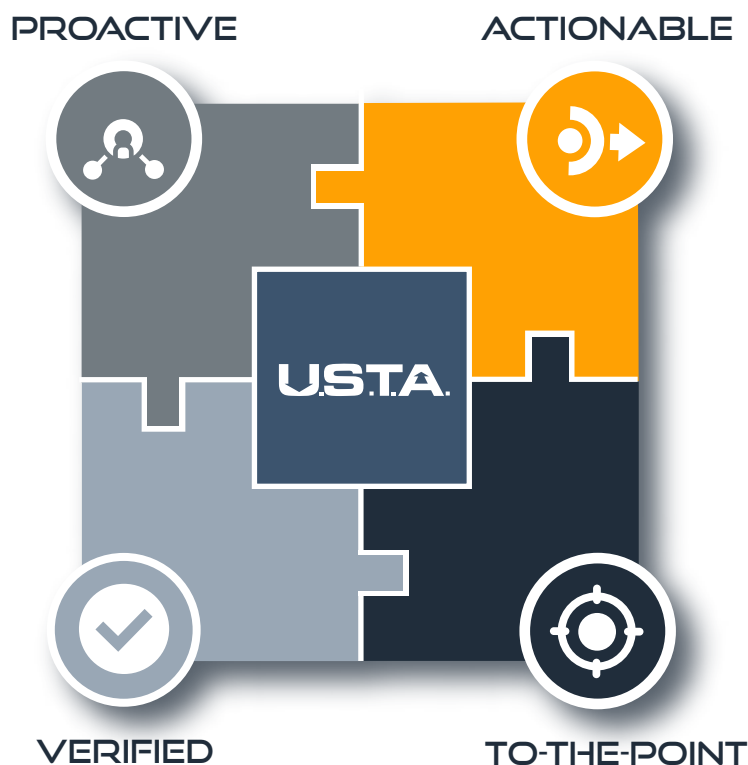 PROACTIVE
ACTIONABLE
U.S.T.A.
VERIFIED
TO-THE-POINT